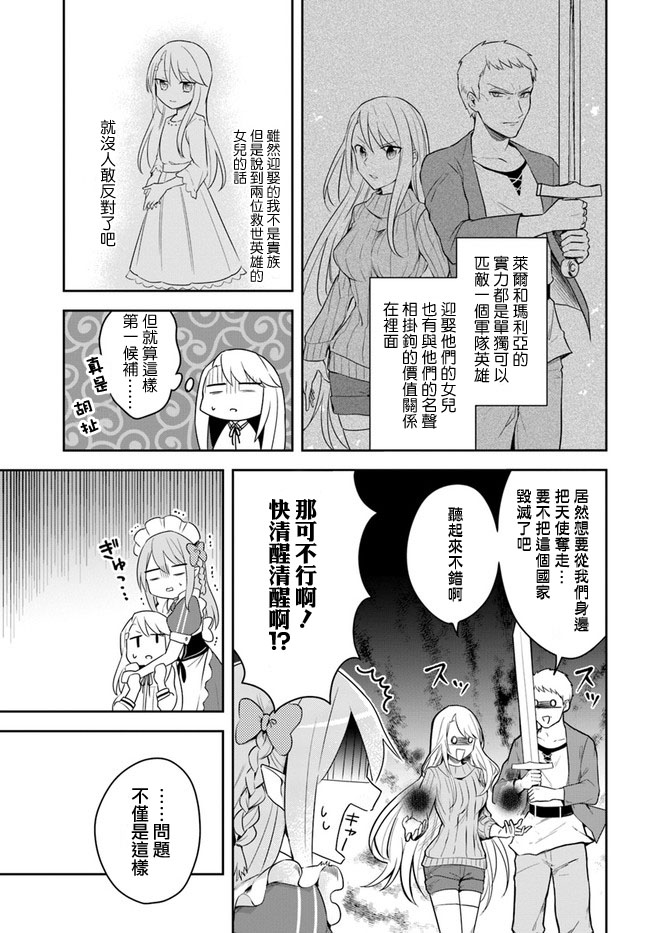 萊爾和瑪利亞的
實力都是單獨可以
匹敵一個軍隊英雄
迎娶他們的女兒
也有與他們的名聲
相掛鉤的價值關係
在裡面
雖然迎娶的我不是貴族
但是說到兩位救世英雄的
女兒的話
就沒人敢反對了吧
但就算這樣
第一候補…
真是
胡扯
居然想要從我們身邊
把天使奪走…
要不把這個國家
毀滅了吧
聽起來不錯啊
那可不行啊！
快清醒清醒啊!?
キャー
ぎゅっ…
……問題
不僅是這樣